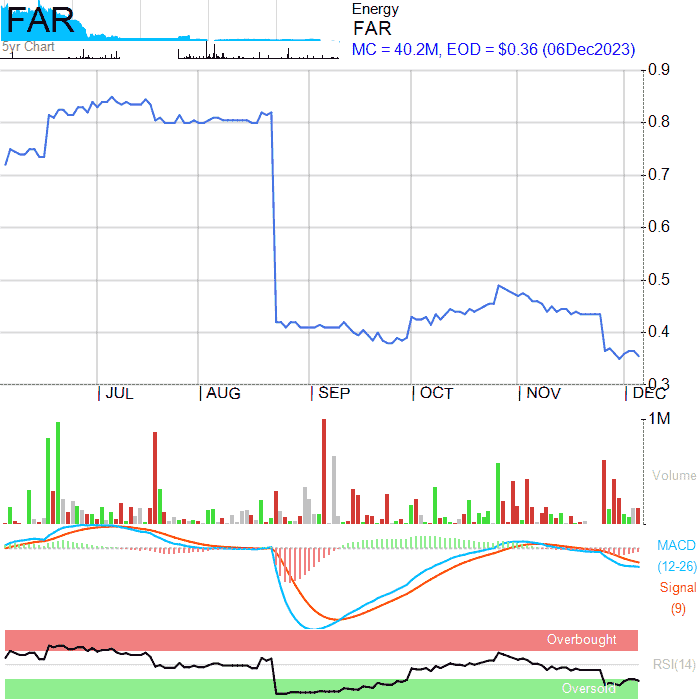 FAR
5yr Chart
Energy
FAR
MC = 40.2M, EOD = $0.36 (06Dec2023)
0.9
0.8
0.7
0.6
0.5
0.4
0.3
JUL AUG SEP OCT NOV DEC
1M
Volume
MACD
(12-26)
Signal
(9)
Overbought
RSI(14)
Oversold